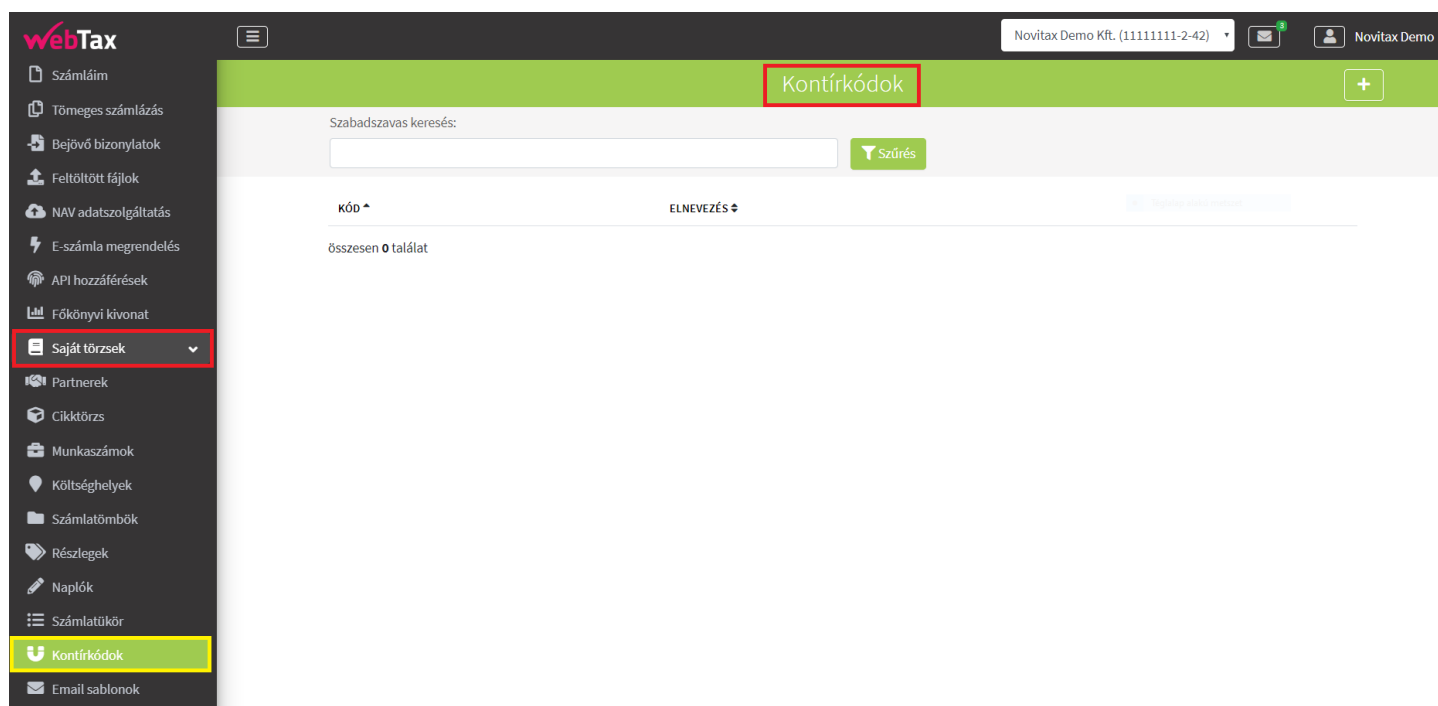 webTax
Novitax Demo Kft. (11111111-2-42)
3
Novitax Demo
Számláim
Tömeges számlázás
Bejövő bizonylatok
Feltöltött fájlok
NAV adatszolgáltatás
E-számla megrendelés
API hozzáférések
Főkönyvi kivonat
Saját törzsek
Partnerek
Cikktörzs
Munkaszámok
Költséghelyek
Számlatömbök
Részlegek
Naplók
Számlatükör
Kontírkódok
Email sablonok
Kontírkódok
Szabadszavas keresés:
Szűrés
KÓD ELNEVEZÉS
összesen 0 találat